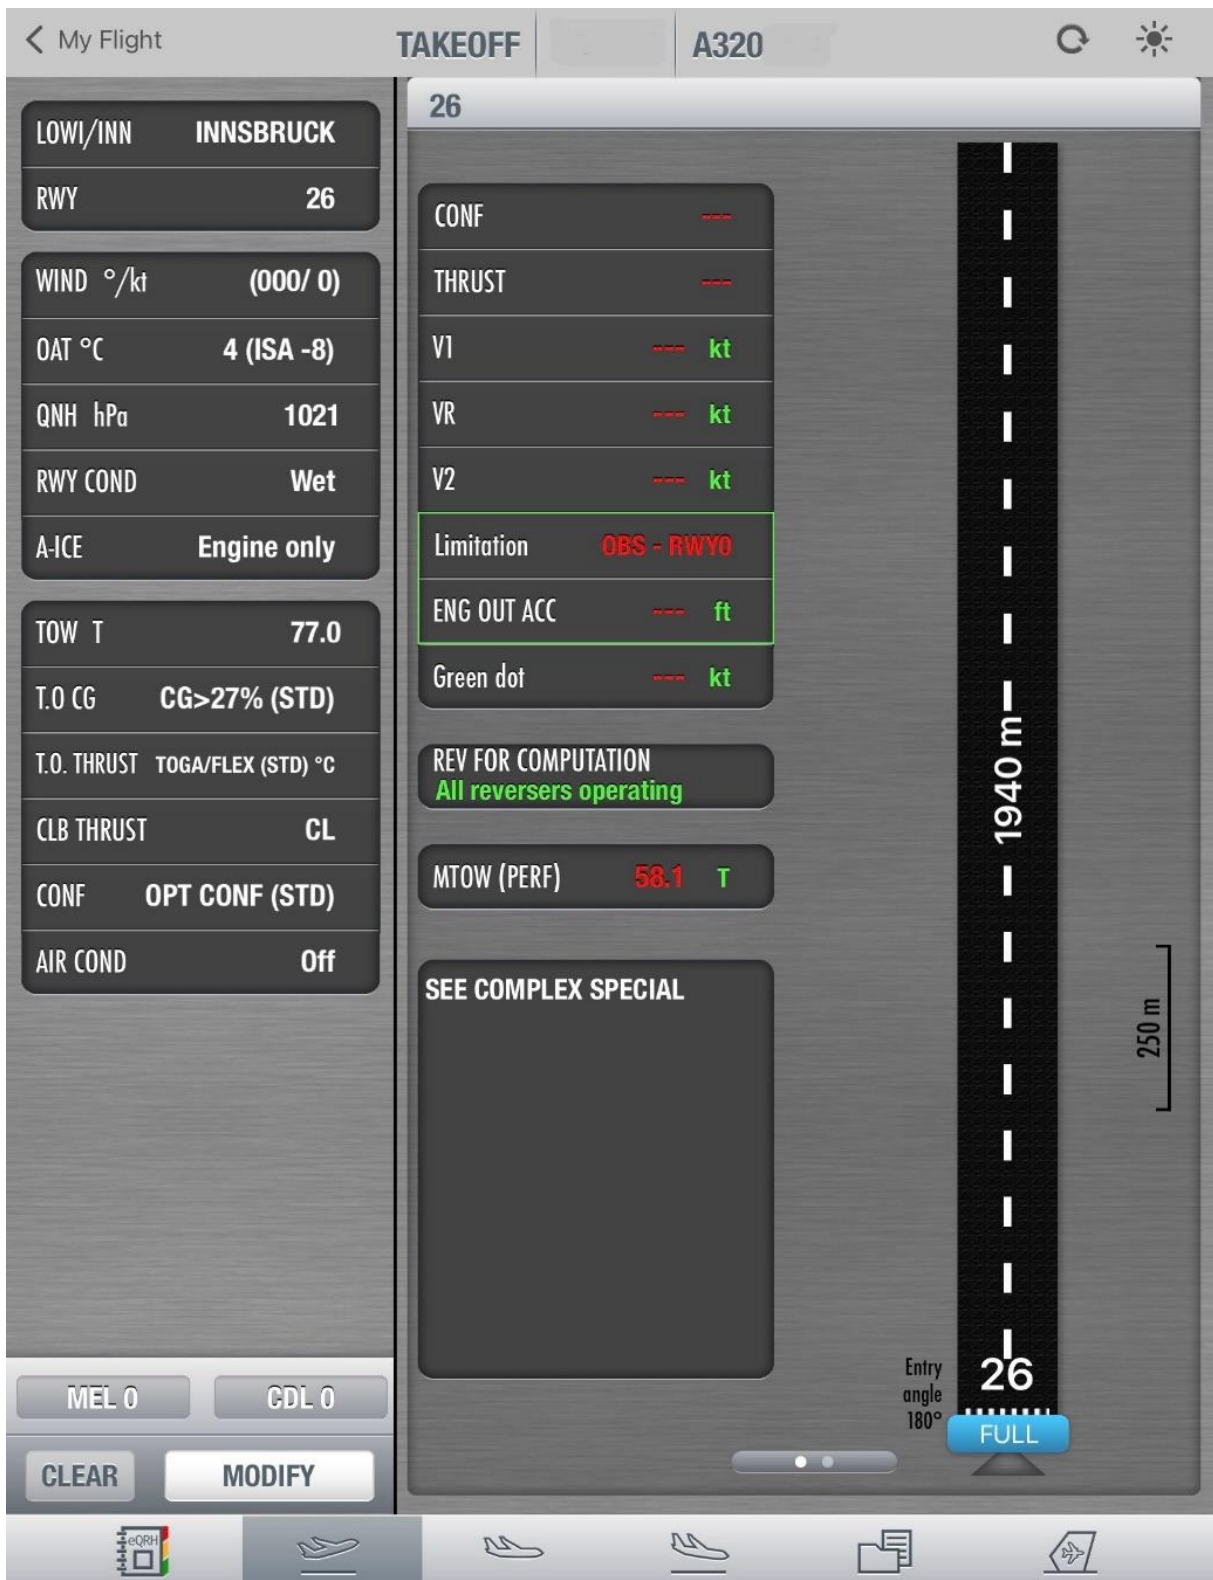 My Flight
TAKEOFF
A320
LOWI/INN INNSBRUCK
RWY 26
WIND °/kt (000/ 0)
OAT °C 4 (ISA -8)
QNH hPa 1021
RWY COND Wet
A-ICE Engine only
TOW T 77.0
T.O CG CG>27% (STD)
T.O. THRUST TOGA/FLEX (STD) °C
CLB THRUST CL
CONF OPT CONF (STD)
AIR COND Off
MEL 0 CDL 0
CLEAR MODIFY
26
CONF ---
THRUST ---
V1 --- kt
VR --- kt
V2 --- kt
Limitation OBS - RWY0
ENG OUT ACC --- ft
Green dot --- kt
REV FOR COMPUTATION
All reversers operating
MTOW (PERF) 58.1 T
SEE COMPLEX SPECIAL
1940 m
250 m
Entry
angle
180°
26
FULL
eQRH